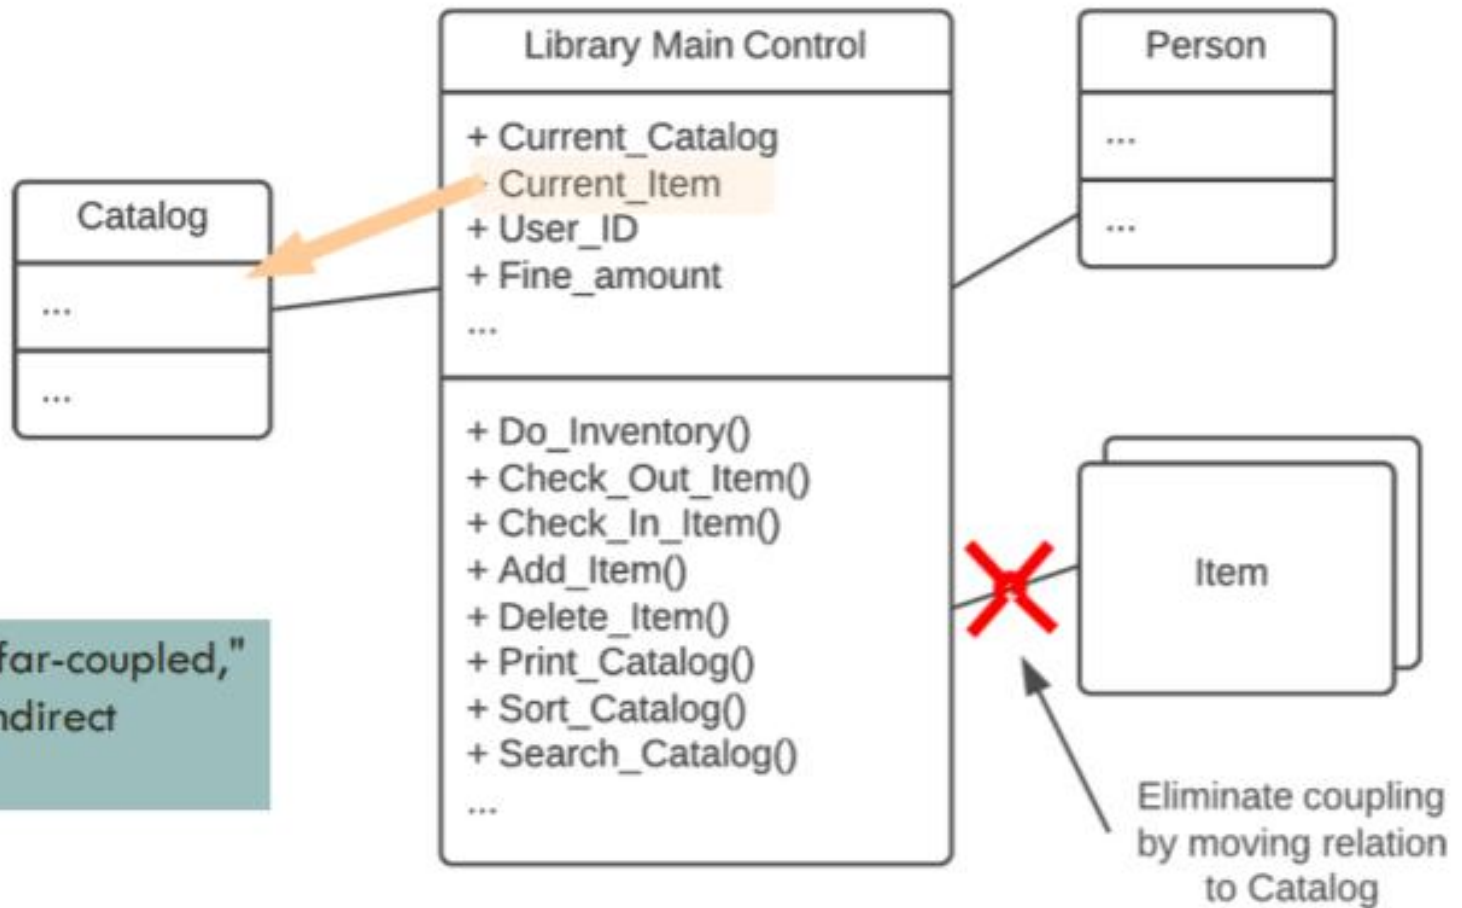 Library Main Control
+ Current_Catalog
Current_Item
+ User_ID
+ Fine_amount
...
+ Do_Inventory()
+ Check_Out_Item()
+ Check_In_Item()
+ Add_Item()
+ Delete_Item()
+ Print_Catalog()
+ Sort_Catalog()
+ Search_Catalog()
...
Person
...
...
Catalog
...
...
Item
far-coupled,"
ndirect
Eliminate coupling
by moving relation
to Catalog